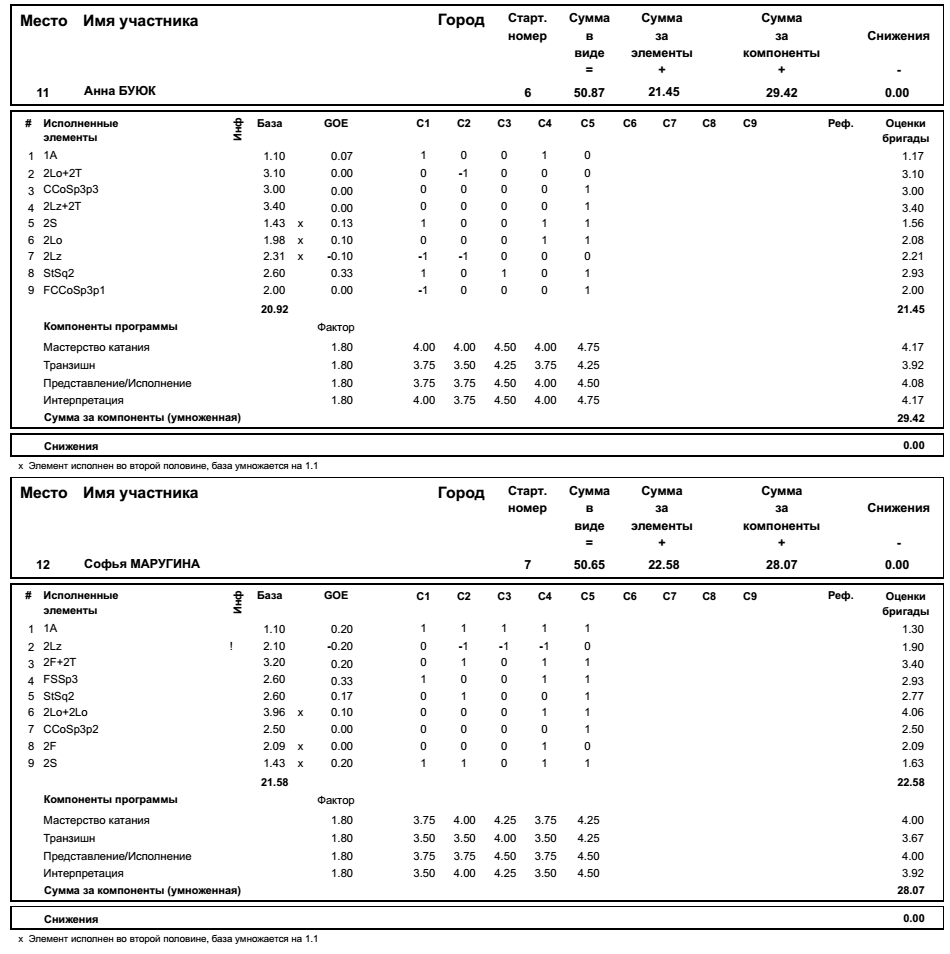 Место Имя участника Город Старт. Сумма Сумма Сумма
номер в за за Снижения
виде элементы компоненты
= + + -
11 Анна БУЮК 6 50.87 21.45 29.42 0.00
# Исполненные Инф База GOE C1 C2 C3 C4 C5 C6 C7 C8 C9 Реф. Оценки
элементы бригады
1 1A 1.10 0.07 1 0 0 1 0 1.17
2 2Lo+2T 3.10 0.00 0 -1 0 0 0 3.10
3 CCoSp3p3 3.00 0.00 0 0 0 0 1 3.00
4 2Lz+2T 3.40 0.00 0 0 0 0 1 3.40
5 2S 1.43 x 0.13 1 0 0 1 1 1.56
6 2Lo 1.98 x 0.10 0 0 0 1 1 2.08
7 2Lz 2.31 x -0.10 -1 -1 0 0 0 2.21
8 StSq2 2.60 0.33 1 0 1 0 1 2.93
9 FCCoSp3p1 2.00 0.00 -1 0 0 0 1 2.00
20.92 21.45
Компоненты программы Фактор
Мастерство катания 1.80 4.00 4.00 4.50 4.00 4.75 4.17
Транзишн 1.80 3.75 3.50 4.25 3.75 4.25 3.92
Представление/Исполнение 1.80 3.75 3.75 4.50 4.00 4.50 4.08
Интерпретация 1.80 4.00 3.75 4.50 4.00 4.75 4.17
Сумма за компоненты (умноженная) 29.42
Снижения 0.00
x Элемент исполнен во второй половине, база умножается на 1.1
Место Имя участника Город Старт. Сумма Сумма Сумма
номер в за за Снижения
виде элементы компоненты
= + + -
12 Софья МАРУГИНА 7 50.65 22.58 28.07 0.00
# Исполненные Инф База GOE C1 C2 C3 C4 C5 C6 C7 C8 C9 Реф. Оценки
элементы бригады
1 1A 1.10 0.20 1 1 1 1 1 1.30
2 2Lz ! 2.10 -0.20 0 -1 -1 -1 0 1.90
3 2F+2T 3.20 0.20 0 1 0 1 1 3.40
4 FSSp3 2.60 0.33 1 0 0 1 1 2.93
5 StSq2 2.60 0.17 0 1 0 0 1 2.77
6 2Lo+2Lo 3.96 x 0.10 0 0 0 1 1 4.06
7 CCoSp3p2 2.50 0.00 0 0 0 0 1 2.50
8 2F 2.09 x 0.00 0 0 0 1 0 2.09
9 2S 1.43 x 0.20 1 1 0 1 1 1.63
21.58 22.58
Компоненты программы Фактор
Мастерство катания 1.80 3.75 4.00 4.25 3.75 4.25 4.00
Транзишн 1.80 3.50 3.50 4.00 3.50 4.25 3.67
Представление/Исполнение 1.80 3.75 3.75 4.50 3.75 4.50 4.00
Интерпретация 1.80 3.50 4.00 4.25 3.50 4.50 3.92
Сумма за компоненты (умноженная) 28.07
Снижения 0.00
x Элемент исполнен во второй половине, база умножается на 1.1